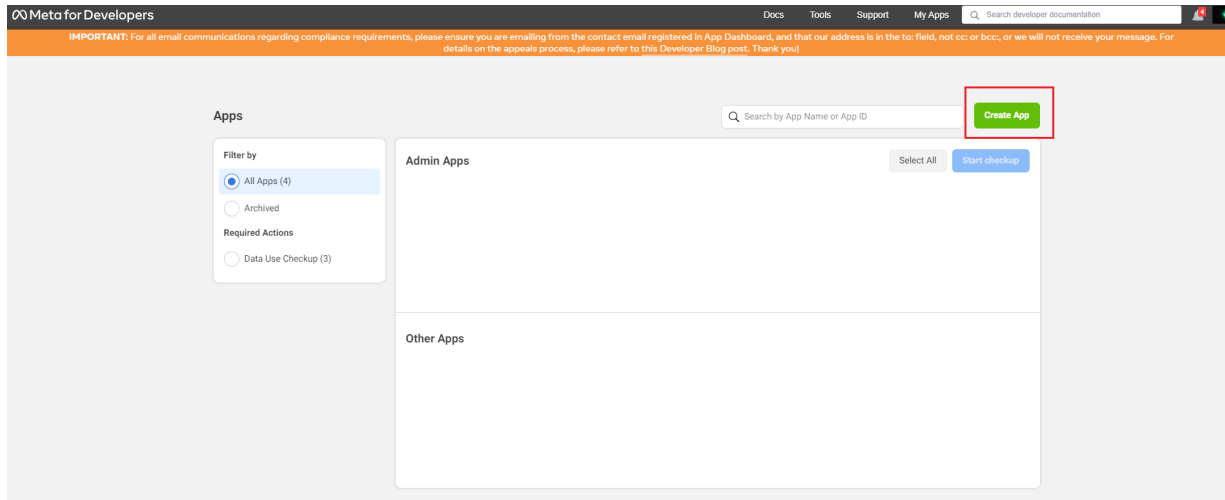 Meta for Developers
Docs Tools Support My Apps Search developer documentation
IMPORTANT: For all email communications regarding compliance requirements, please ensure you are emailing from the contact email registered in App Dashboard, and that our address is in the to: field, not cc: or bcc:, or we will not receive your message. For
details on the appeals process, please refer to this Developer Blog post. Thank you!
Apps
Search by App Name or App ID
Create App
Filter by
All Apps (4)
Archived
Required Actions
Data Use Checkup (3)
Admin Apps
Select All
Start checkup
Other Apps